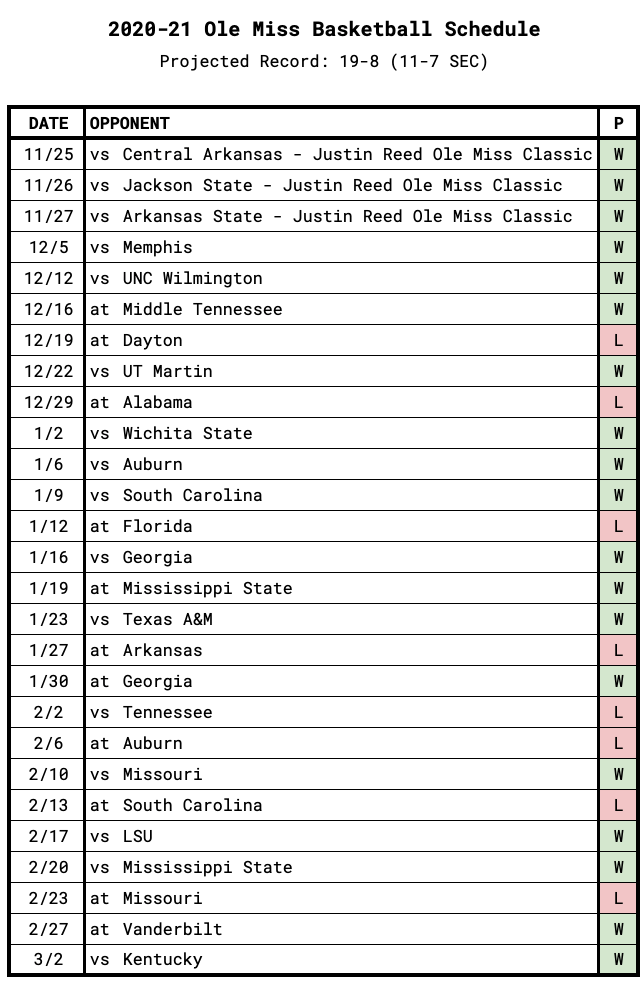 2020-21 Ole Miss Basketball Schedule
Projected Record: 19-8 (11-7 SEC)
DATE OPPONENT P
11/25 vs Central Arkansas - Justin Reed Ole Miss Classic W
11/26 vs Jackson State - Justin Reed Ole Miss Classic W
11/27 vs Arkansas State - Justin Reed Ole Miss Classic W
12/5 vs Memphis W
12/12 vs UNC Wilmington W
12/16 at Middle Tennessee W
12/19 at Dayton L
12/22 vs UT Martin W
12/29 at Alabama L
1/2 vs Wichita State W
1/6 vs Auburn W
1/9 vs South Carolina W
1/12 at Florida L
1/16 vs Georgia W
1/19 at Mississippi State W
1/23 vs Texas A&M W
1/27 at Arkansas L
1/30 at Georgia W
2/2 vs Tennessee L
2/6 at Auburn L
2/10 vs Missouri W
2/13 at South Carolina L
2/17 vs LSU W
2/20 vs Mississippi State W
2/23 at Missouri L
2/27 at Vanderbilt W
3/2 vs Kentucky W